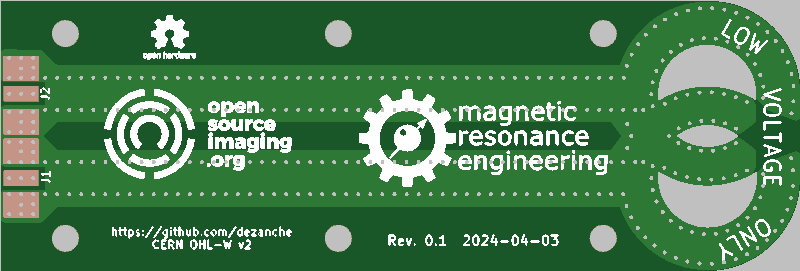 open hardware
LOW
VOLTAGE
ONLY
J2
J1
open
source
imaging
.org
magnetic
resonance
engineering
https://github.com/dezanche
CERN OHL-W v2
Rev. 0.1 2024-04-03